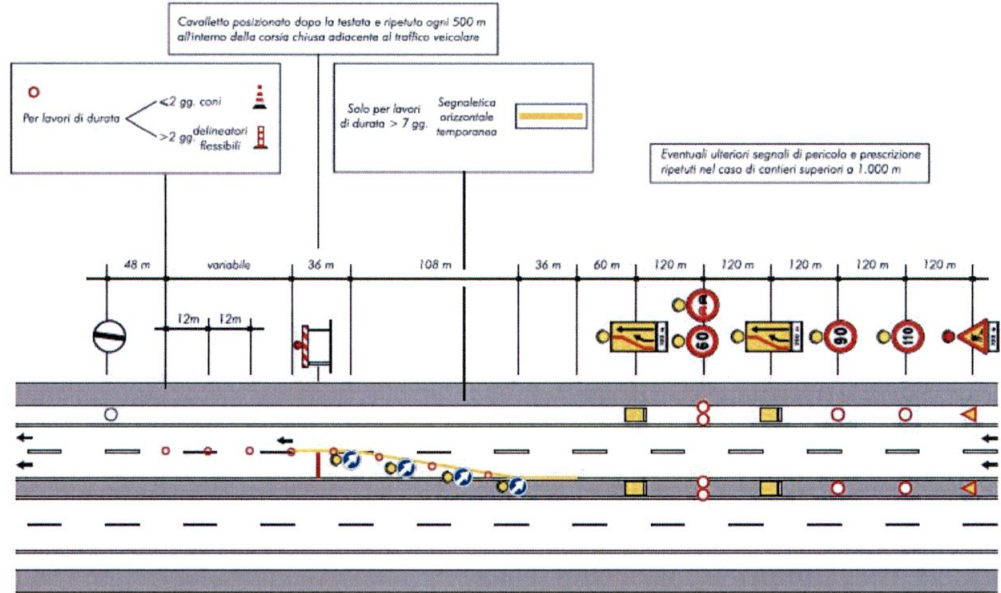 Cavalletto posizionato dopo la testata e ripetuto ogni 500 m
all'interno della corsia chiusa adiacente al traffico veicolare
Per lavori di durata
<2 gg. coni
>2 gg. delineatori
flessibili
Solo per lavori
di durata > 7 gg.
Segnaletica
orizzontale
temporanea
Eventuali ulteriori segnali di pericolo e prescrizione
ripetuti nel caso di cantieri superiori a 1.000 m
48 m variabile 36 m 108 m 36 m 60 m 120 m 120 m 120 m 120 m 120 m
12m 12m
60
90
110